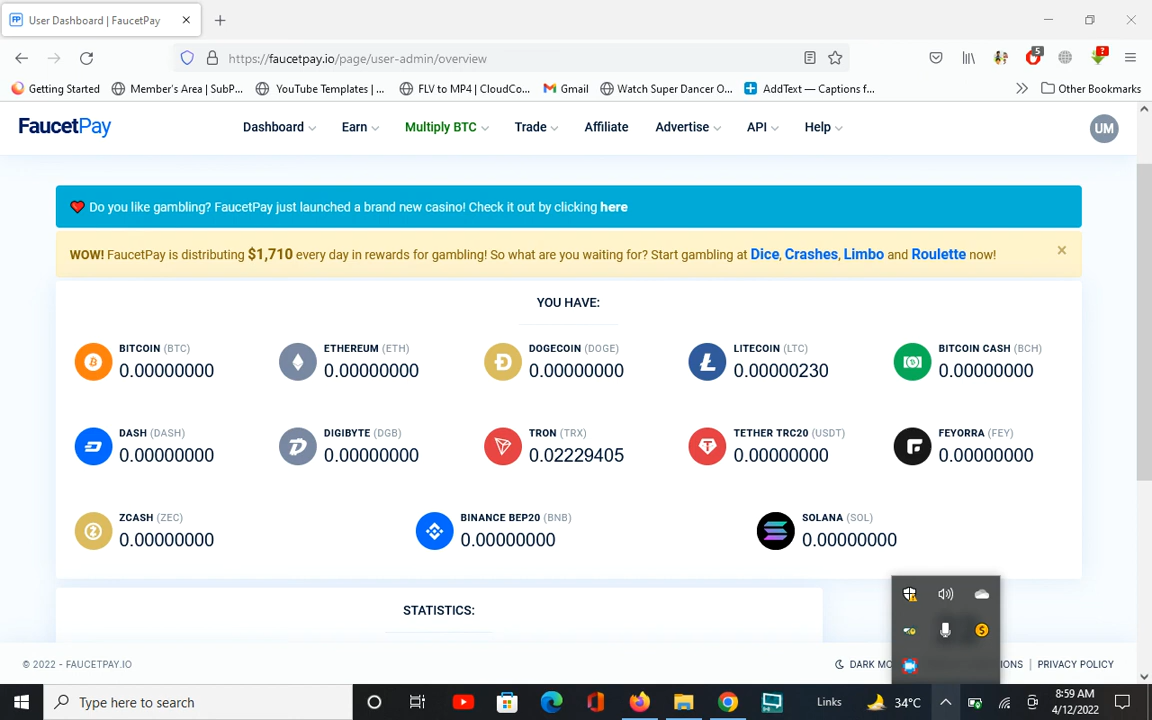 User Dashboard | FaucetPay
https://faucetpay.io/page/user-admin/overview
5
?
Getting Started
Member's Area | SubP...
YouTube Templates | ...
FLV to MP4 | CloudCo...
Gmail
Watch Super Dancer O...
AddText — Captions f...
Other Bookmarks
FaucetPay
Dashboard
Earn
Multiply BTC
Trade
Affiliate
Advertise
API
Help
UM
Do you like gambling? FaucetPay just launched a brand new casino! Check it out by clicking here
WOW! FaucetPay is distributing $1,710 every day in rewards for gambling! So what are you waiting for? Start gambling at Dice, Crashes, Limbo and Roulette now!
YOU HAVE:
BITCOIN (BTC)
0.00000000
ETHEREUM (ETH)
0.00000000
DOGECOIN (DOGE)
0.00000000
LITECOIN (LTC)
0.00000230
BITCOIN CASH (BCH)
0.00000000
DASH (DASH)
0.00000000
DIGIBYTE (DGB)
0.00000000
TRON (TRX)
0.02229405
TETHER TRC20 (USDT)
0.00000000
FEYORRA (FEY)
0.00000000
ZCASH (ZEC)
0.00000000
BINANCE BEP20 (BNB)
0.00000000
SOLANA (SOL)
0.00000000
STATISTICS:
© 2022 - FAUCETPAY.IO
DARK MO
IONS | PRIVACY POLICY
Type here to search
Links
34°C
8:59 AM
4/12/2022